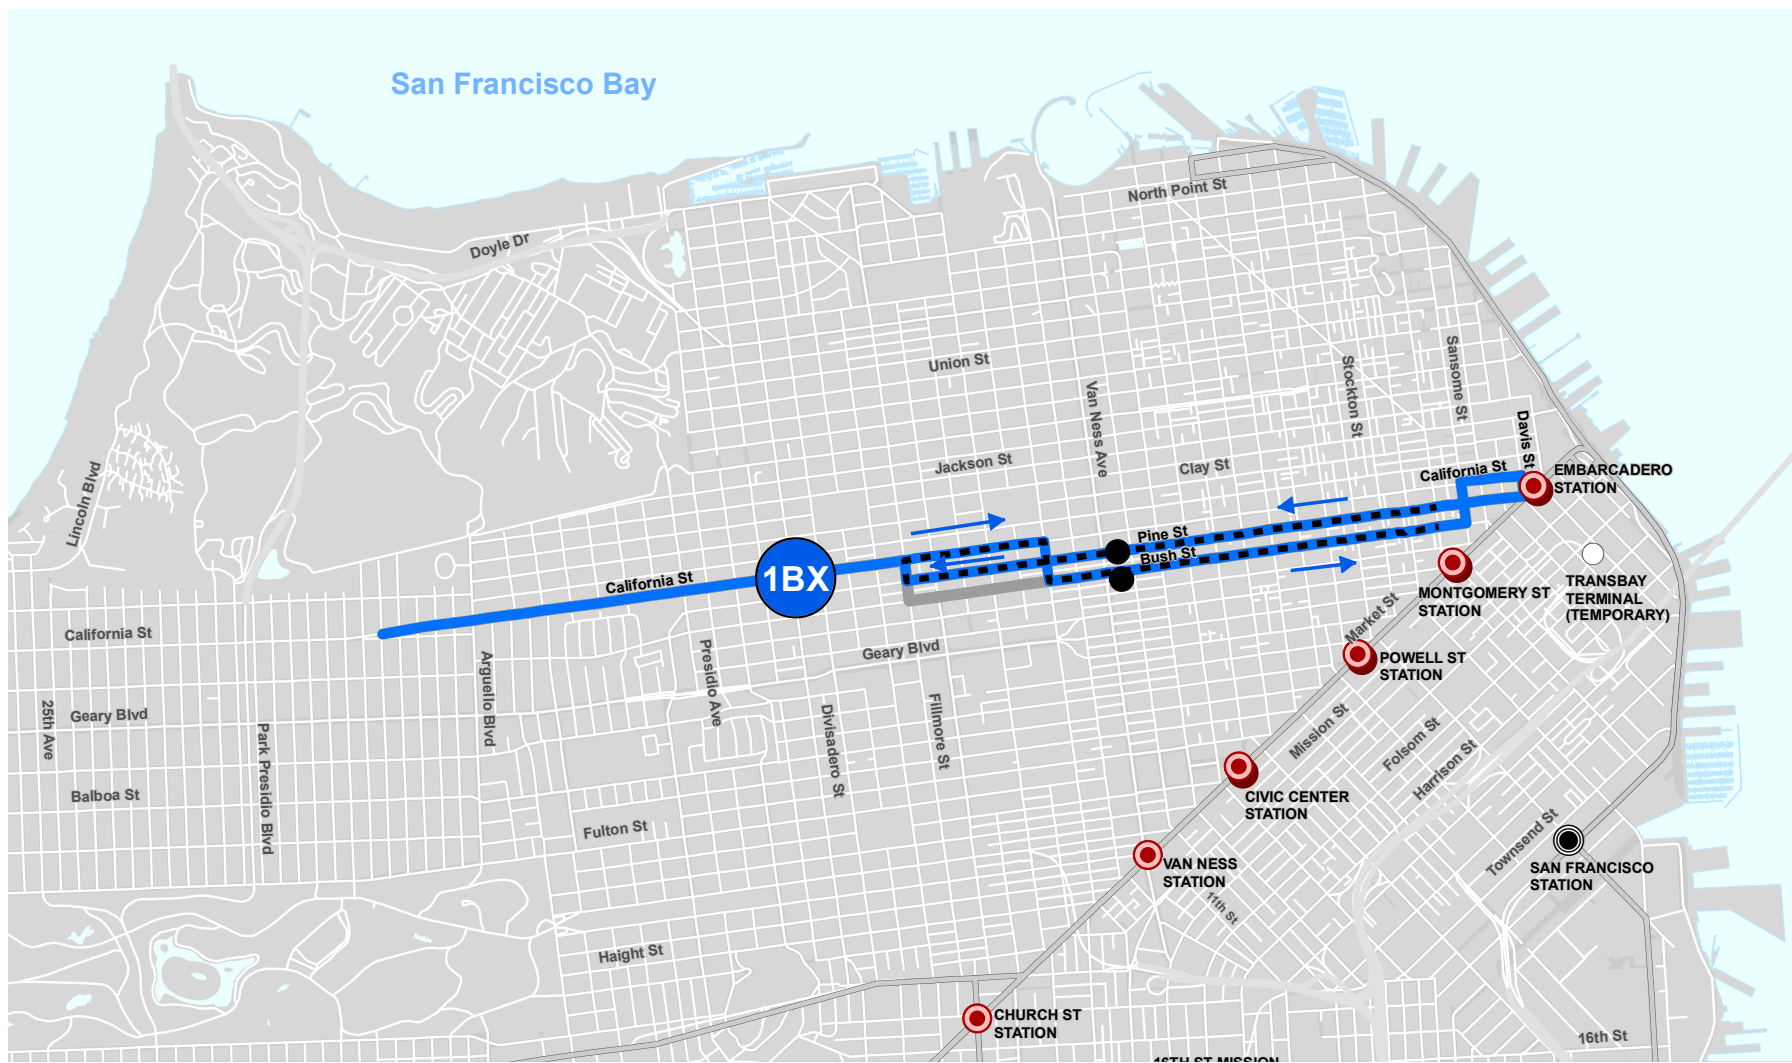 San Francisco Bay
North Point St
Doyle Dr
Union St
Stockton St
Sansome St
Van Ness Ave
Davis St
Jackson St
Clay St
California St
EMBARCADERO
STATION
Lincoln Blvd
Pine St
Bush St
1BX
California St
TRANSBAY
TERMINAL
(TEMPORARY)
MONTGOMERY ST
STATION
Market St
California St
Geary Blvd
POWELL ST
STATION
Arguello Blvd
Presidio Ave
25th Ave
Geary Blvd
Park Presidio Blvd
Divisadero St
Fillmore St
Mission St
Folsom St
Harrison St
Balboa St
CIVIC CENTER
STATION
Fulton St
Townsend St
VAN NESS
STATION
SAN FRANCISCO
STATION
11th St
Haight St
CHURCH ST
STATION
16th St
16TH ST MISSION